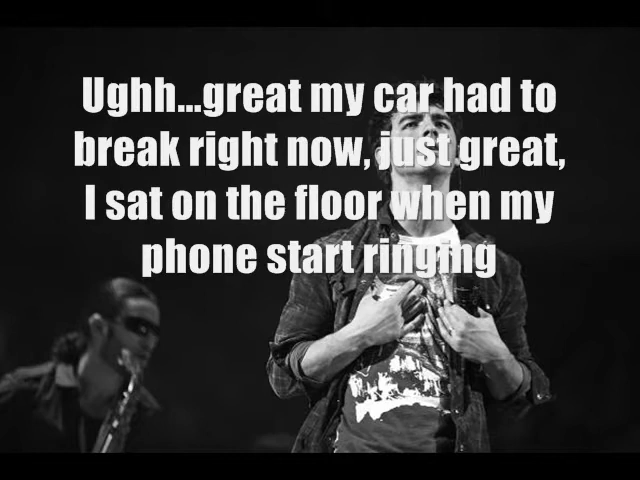 Ughh...great my car had to
break right now, just great,
I sat on the floor when my
phone start ringing